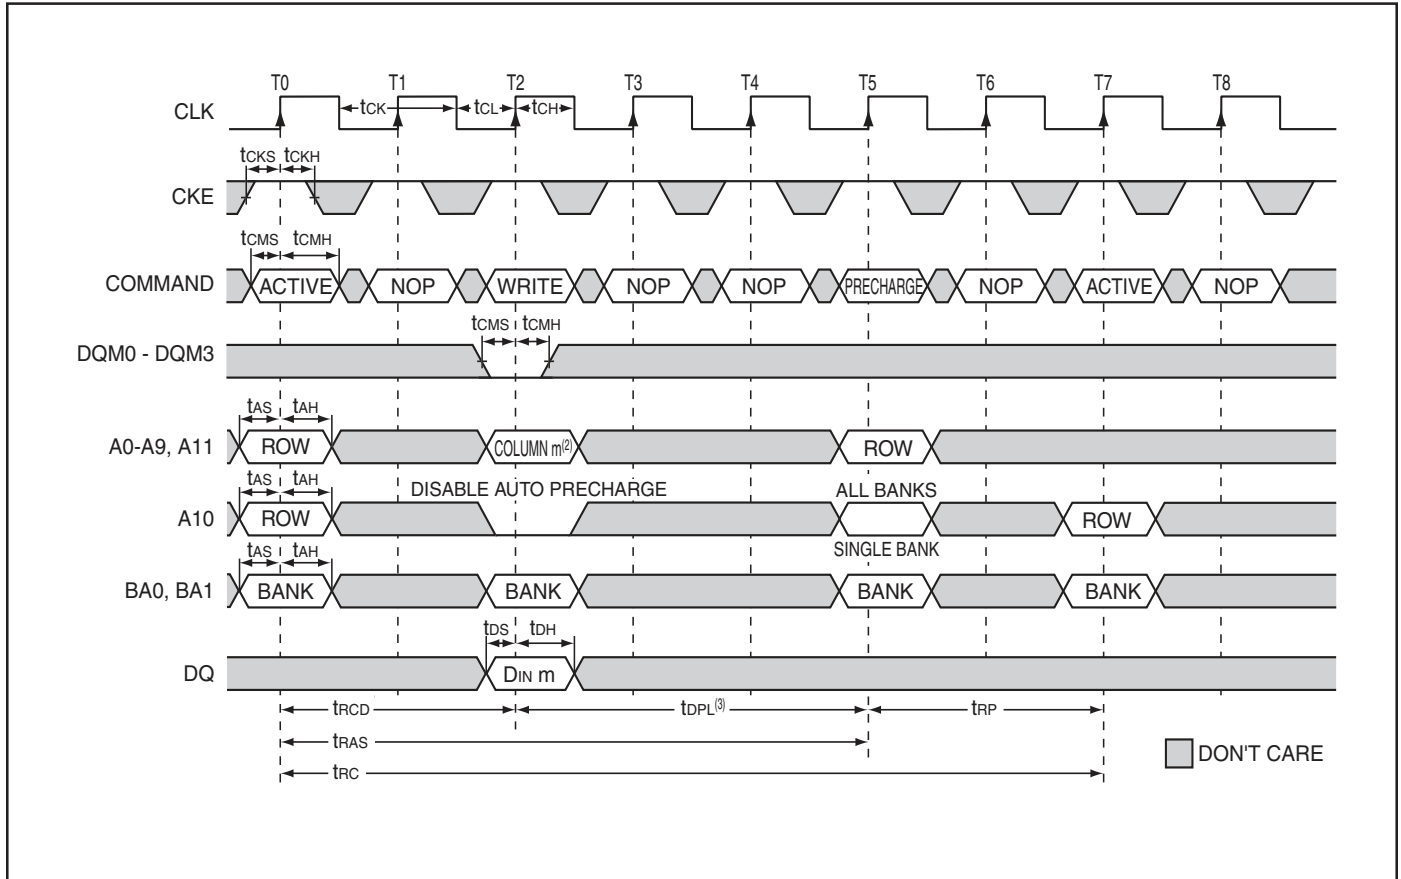 T0 T1 T2 T3 T4 T5 T6 T7 T8
CLK tCK tCL tCH
tCKS tCKH
CKE
tCMS tCMH
COMMAND ACTIVE NOP WRITE NOP NOP PRECHARGE NOP ACTIVE NOP
tCMS tCMH
DQM0 - DQM3
tAS tAH
A0-A9, A11 ROW COLUMN m(2) ROW
tAS tAH DISABLE AUTO PRECHARGE ALL BANKS
A10 ROW ROW
tAS tAH SINGLE BANK
BA0, BA1 BANK BANK BANK BANK
tDS tDH
DQ DIN m
tRCD tDPL(3) tRP
tRAS
DON'T CARE
tRC